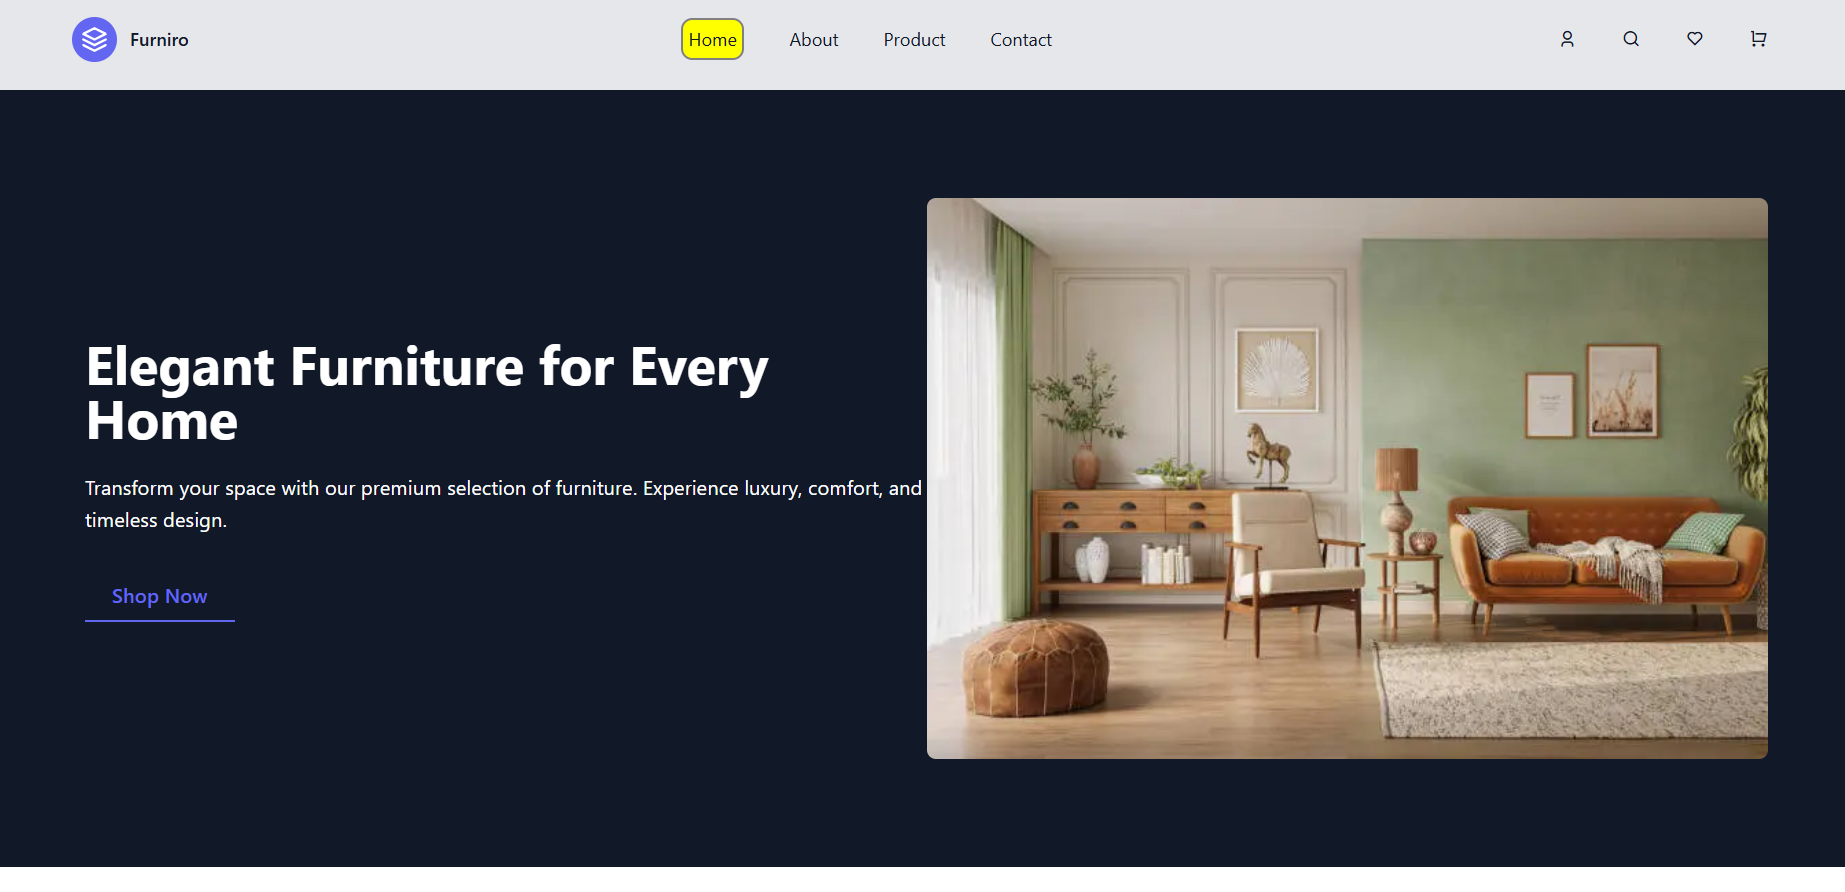 Furniro
Home About Product Contact
Elegant Furniture for Every
Home
Transform your space with our premium selection of furniture. Experience luxury, comfort, and
timeless design.
Shop Now